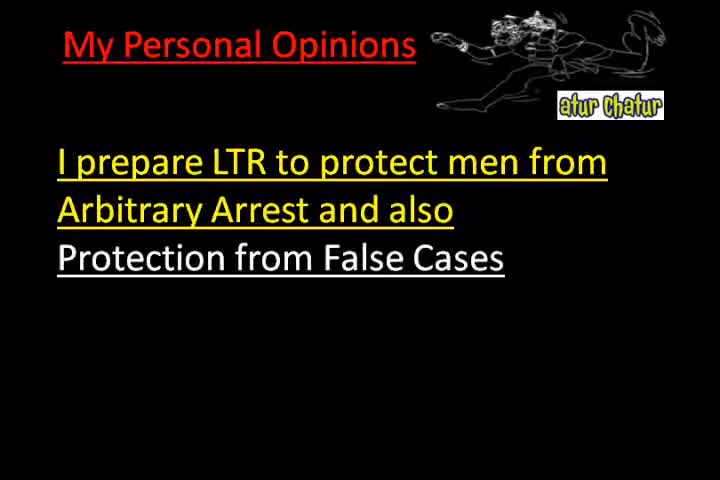 My Personal Opinions
atur chatur
I prepare LTR to protect men from
Arbitrary Arrest and also
Protection from False Cases